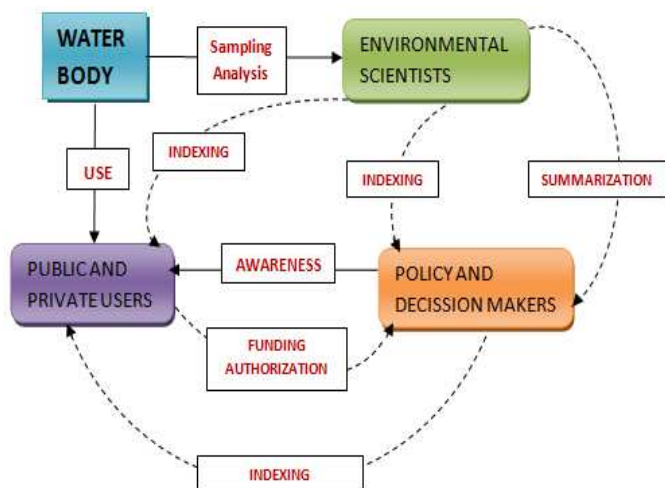 WATER
BODY
Sampling
Analysis
ENVIRONMENTAL
SCIENTISTS
INDEXING
USE
INDEXING
SUMMARIZATION
PUBLIC AND
PRIVATE USERS
AWARENESS
POLICY AND
DECISSION MAKERS
FUNDING
AUTHORIZATION
INDEXING